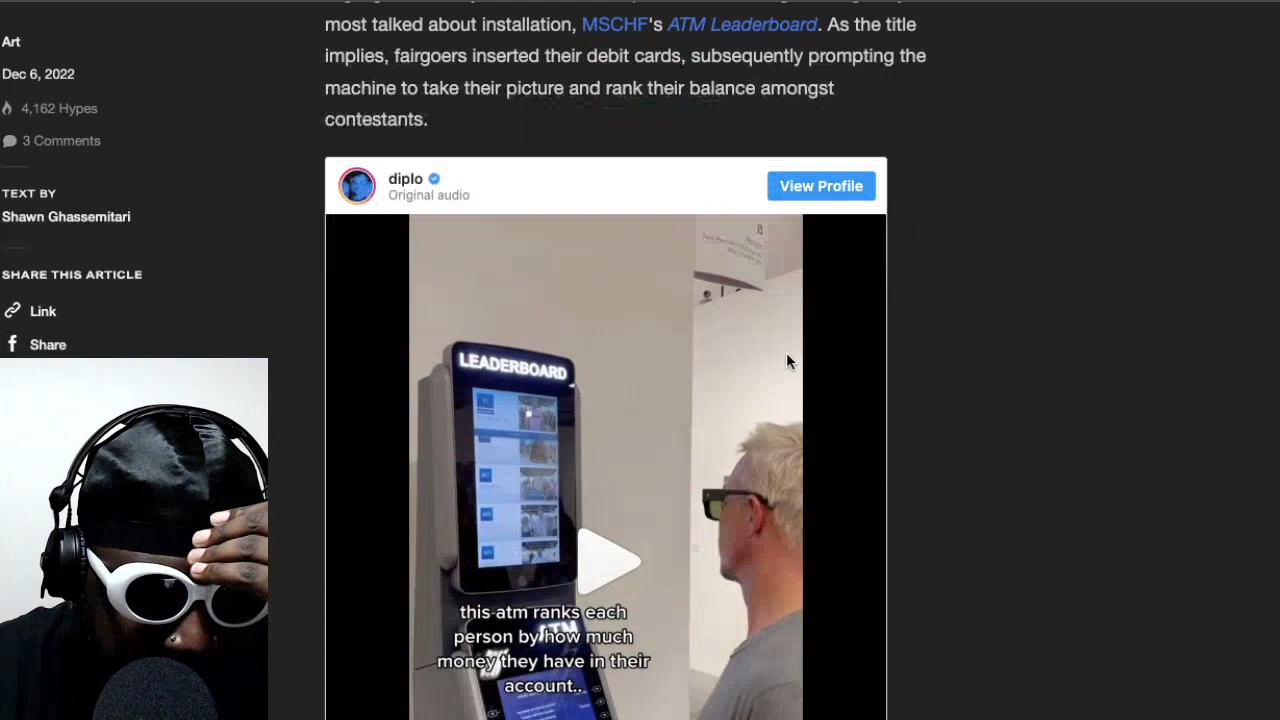 most talked about installation, MSCHF's ATM Leaderboard. As the title
implies, fairgoers inserted their debit cards, subsequently prompting the
machine to take their picture and rank their balance amongst
contestants.
Art
Dec 6, 2022
4,162 Hypes
3 Comments
TEXT BY
Shawn Ghassemitari
SHARE THIS ARTICLE
Link
Share
diplo
Original audio
View Profile
LEADERBOARD
this atm ranks each
person by how much
money they have in their
account..
ATM